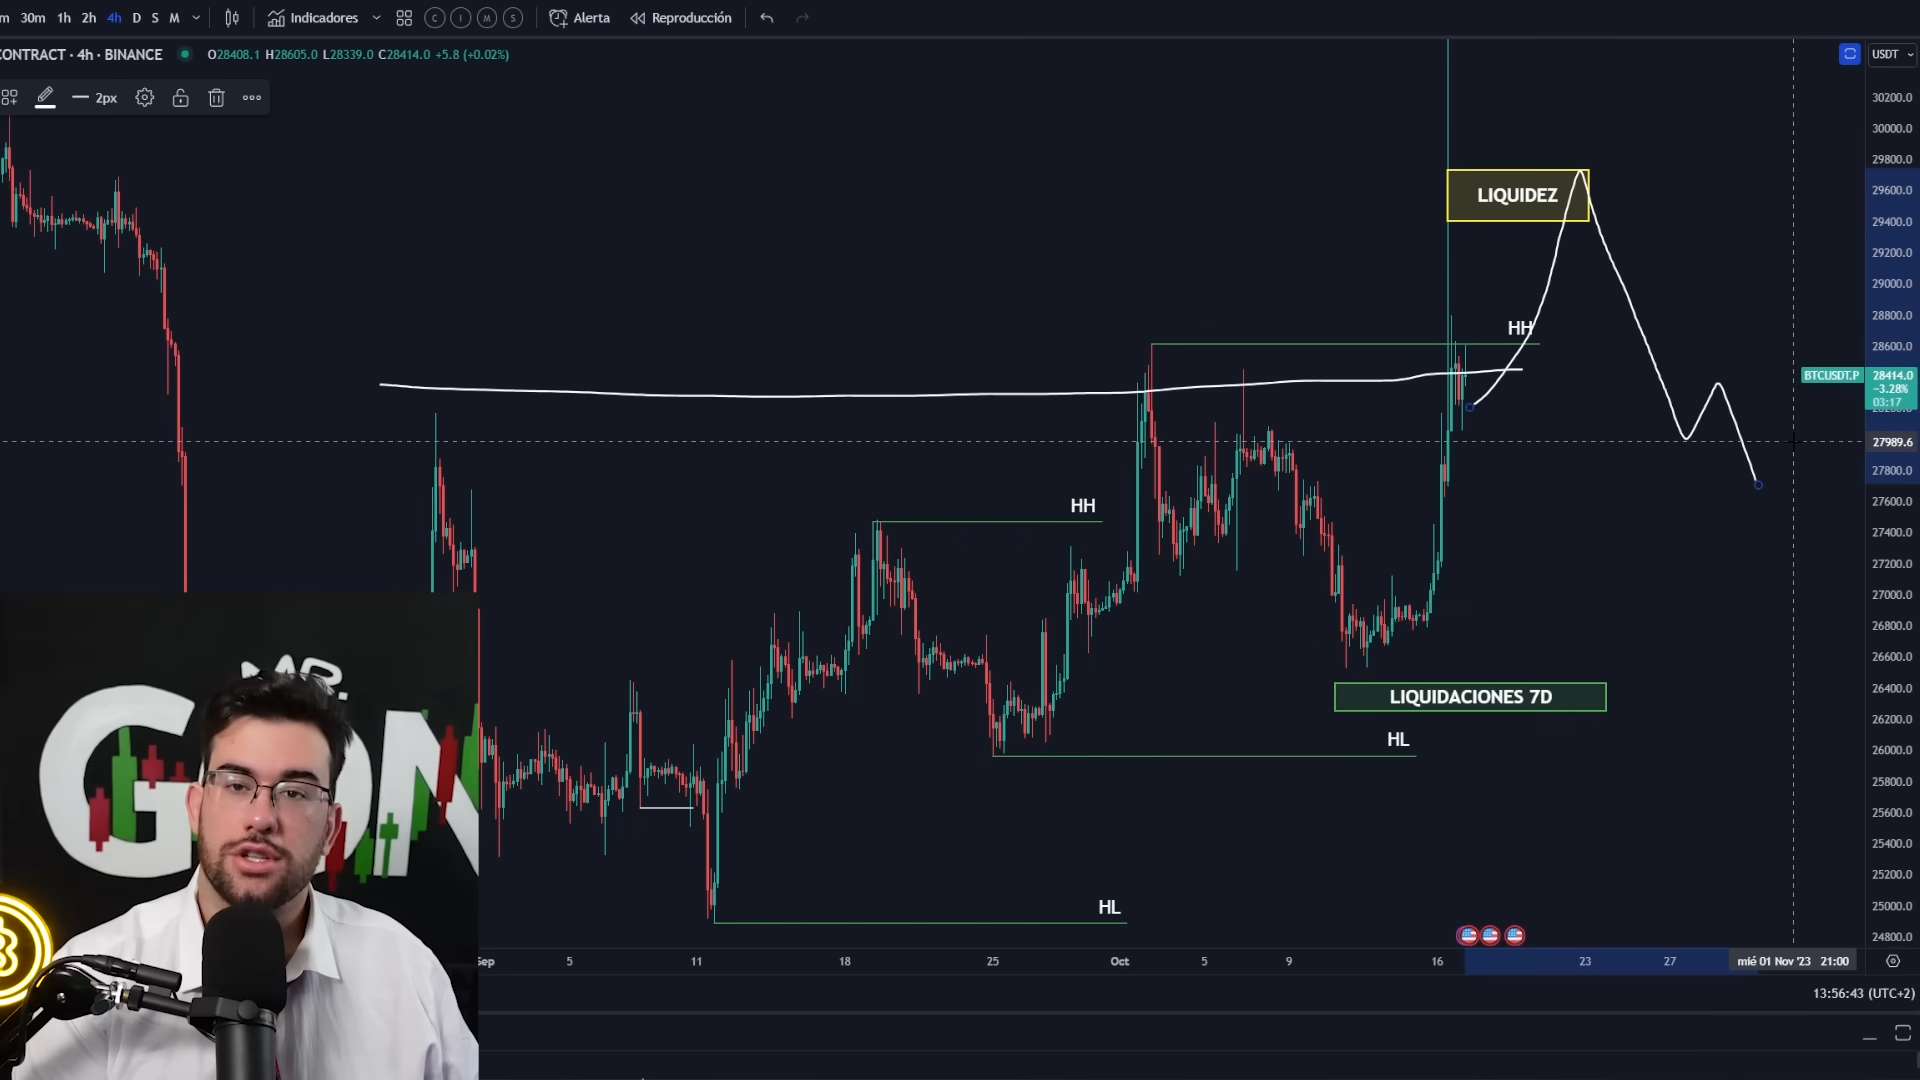 m 30m 1h 2h 4h D S M Indicadores C I M S Alerta Reproducción
CONTRACT · 4h · BINANCE O28408.1 H28605.0 L28339.0 C28414.0 +5.8 (+0.02%) USDT
2px
30200.0
30000.0
29800.0
29600.0
29400.0
29200.0
29000.0
28800.0
28600.0
BTCUSDT.P 28414.0
−3.28%
03:17
27989.6
27800.0
27600.0
27400.0
27200.0
27000.0
26800.0
26600.0
26400.0
26200.0
26000.0
25800.0
25600.0
25400.0
25200.0
25000.0
24800.0
LIQUIDEZ
HH
HH
LIQUIDACIONES 7D
HL
HL
MR.
GON
Sep 5 11 18 25 Oct 5 9 16 23 27 mié 01 Nov '23 21:00
13:56:43 (UTC+2)